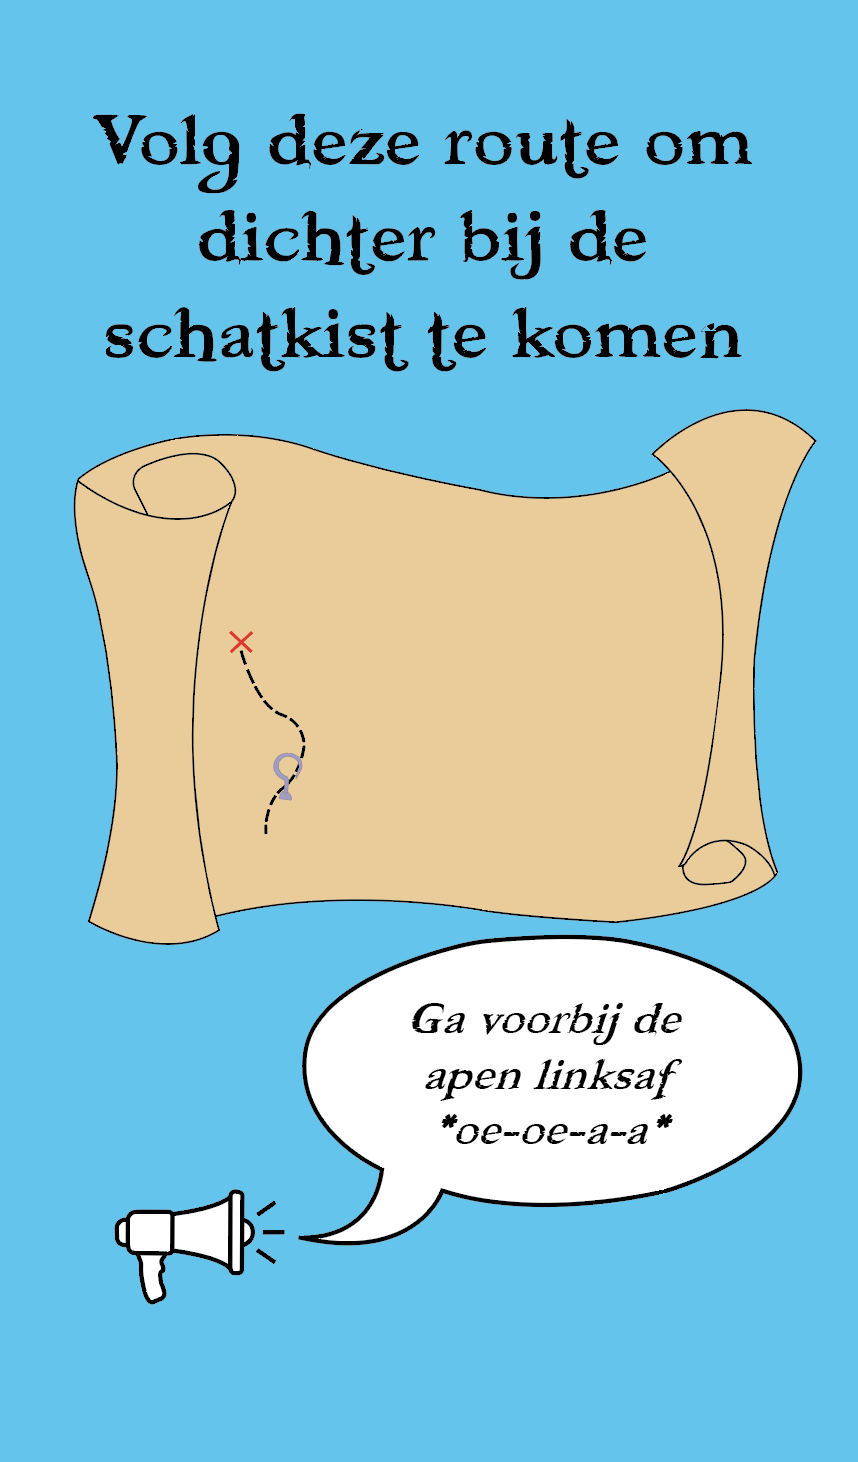 Volg deze route om
dichter bij de
schatkist te komen
Ga voorbij de
apen linksaf
*oe-oe-a-a*